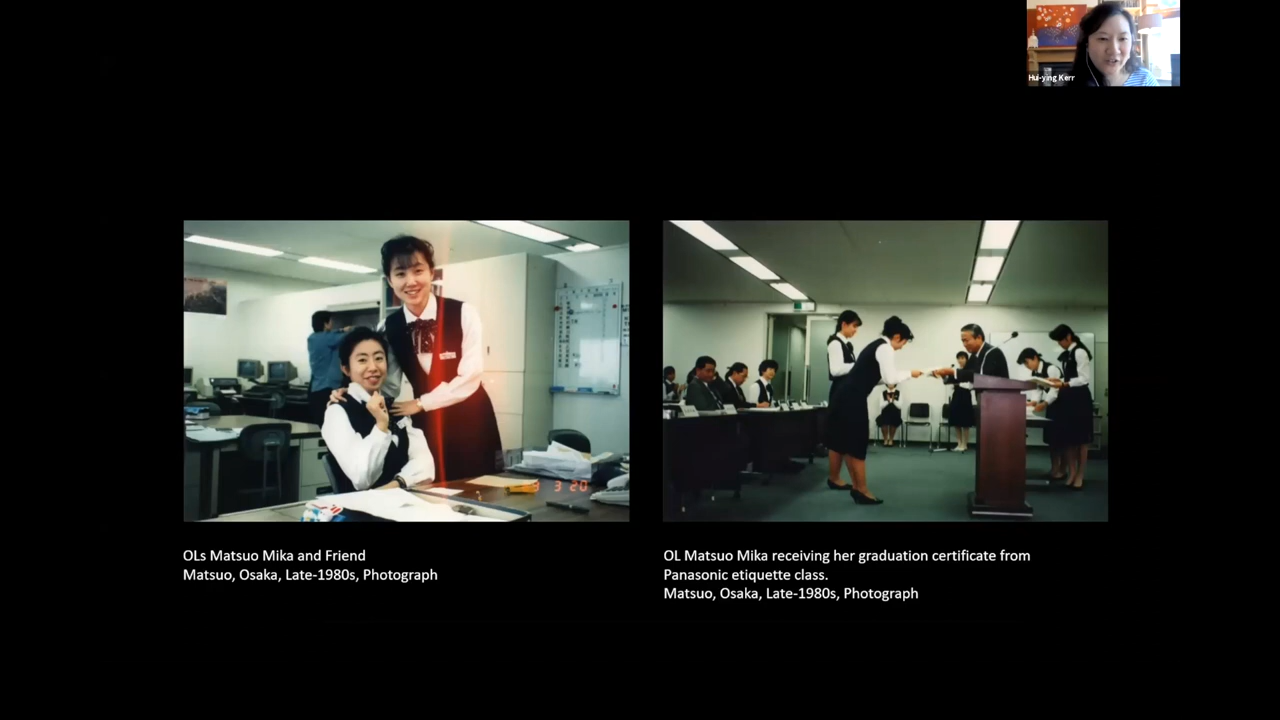 Hui-ying Kerr
3 20
OLs Matsuo Mika and Friend
Matsuo, Osaka, Late-1980s, Photograph
OL Matsuo Mika receiving her graduation certificate from
Panasonic etiquette class.
Matsuo, Osaka, Late-1980s, Photograph